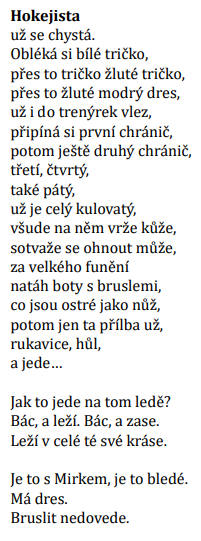 Hokejista
už se chystá.
Obléká si bílé tričko,
přes to tričko žluté tričko,
přes to žluté modrý dres,
už i do trenýrek vlez,
připíná si první chránič,
potom ještě druhý chránič,
třetí, čtvrtý,
také pátý,
už je celý kulovatý,
všude na něm vrže kůže,
sotvaže se ohnout může,
za velkého funění
natáh boty s bruslemi,
co jsou ostré jako nůž,
potom jen ta přílba už,
rukavice, hůl,
a jede…
Jak to jede na tom ledě?
Bác, a leží. Bác, a zase.
Leží v celé té své kráse.
Je to s Mirkem, je to bledé.
Má dres.
Bruslit nedovede.